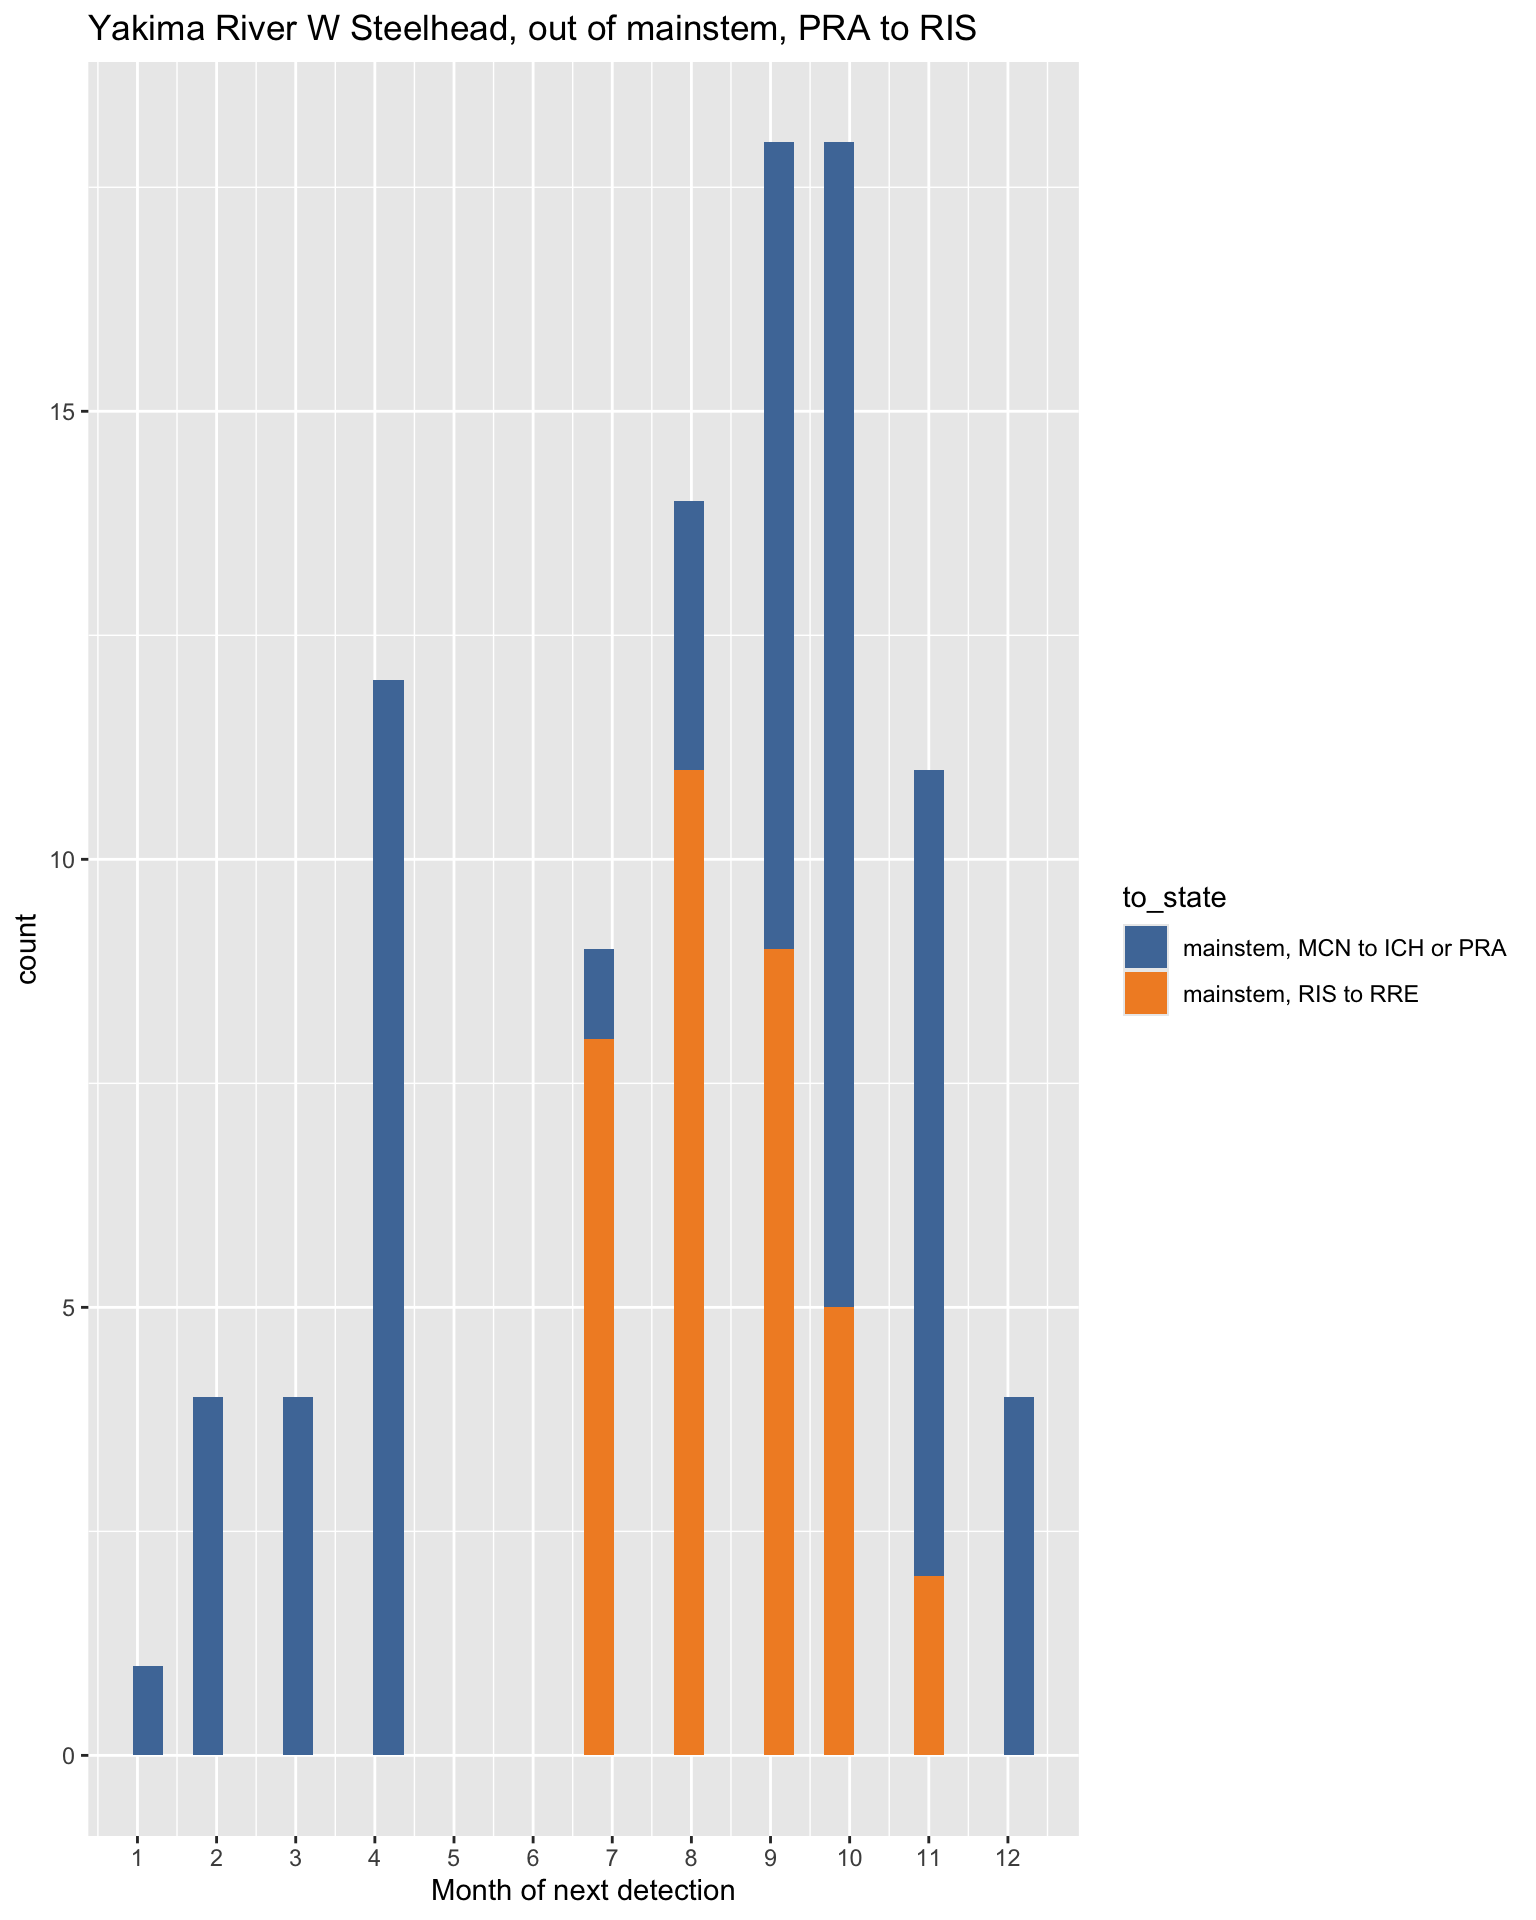 Yakima River W Steelhead, out of mainstem, PRA to RIS
count
15
10
5
0
1 2 3 4 5 6 7 8 9 10 11 12
Month of next detection
to_state
mainstem, MCN to ICH or PRA
mainstem, RIS to RRE